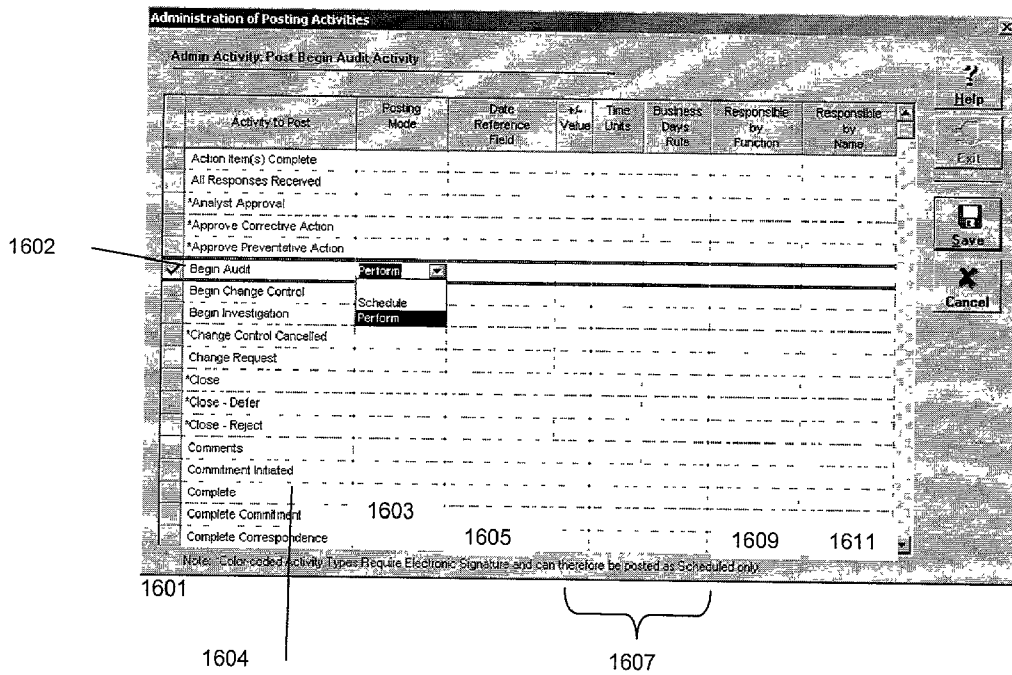 Administration of Posting Activities
Admin Activity: Post Begin Audit Activity
Activity to Post
Posting Mode
Date Reference Field
+/- Value
Time Units
Business Days Rule
Responsible by Function
Responsible by Name
Action Item(s) Complete
All Responses Received
*Analyst Approval
*Approve Corrective Action
*Approve Preventative Action
Begin Audit
Perform
Begin Change Control
Schedule
Begin Investigation
Perform
*Change Control Cancelled
Change Request
*Close
*Close - Defer
*Close - Reject
Comments
Commitment Initiated
Complete
Complete Commitment
Complete Correspondence
Note: Color-coded Activity Types Require Electronic Signature and can therefore be posted as Scheduled only
?
Help
Exit
Save
Cancel
1602
1603
1605
1609
1611
1601
1604
1607